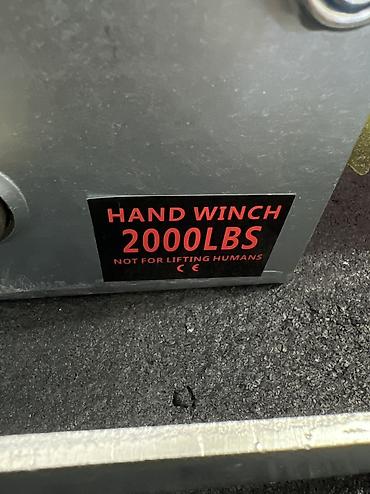 HAND WINCH
2000LBS
NOT FOR LIFTING HUMANS
CE